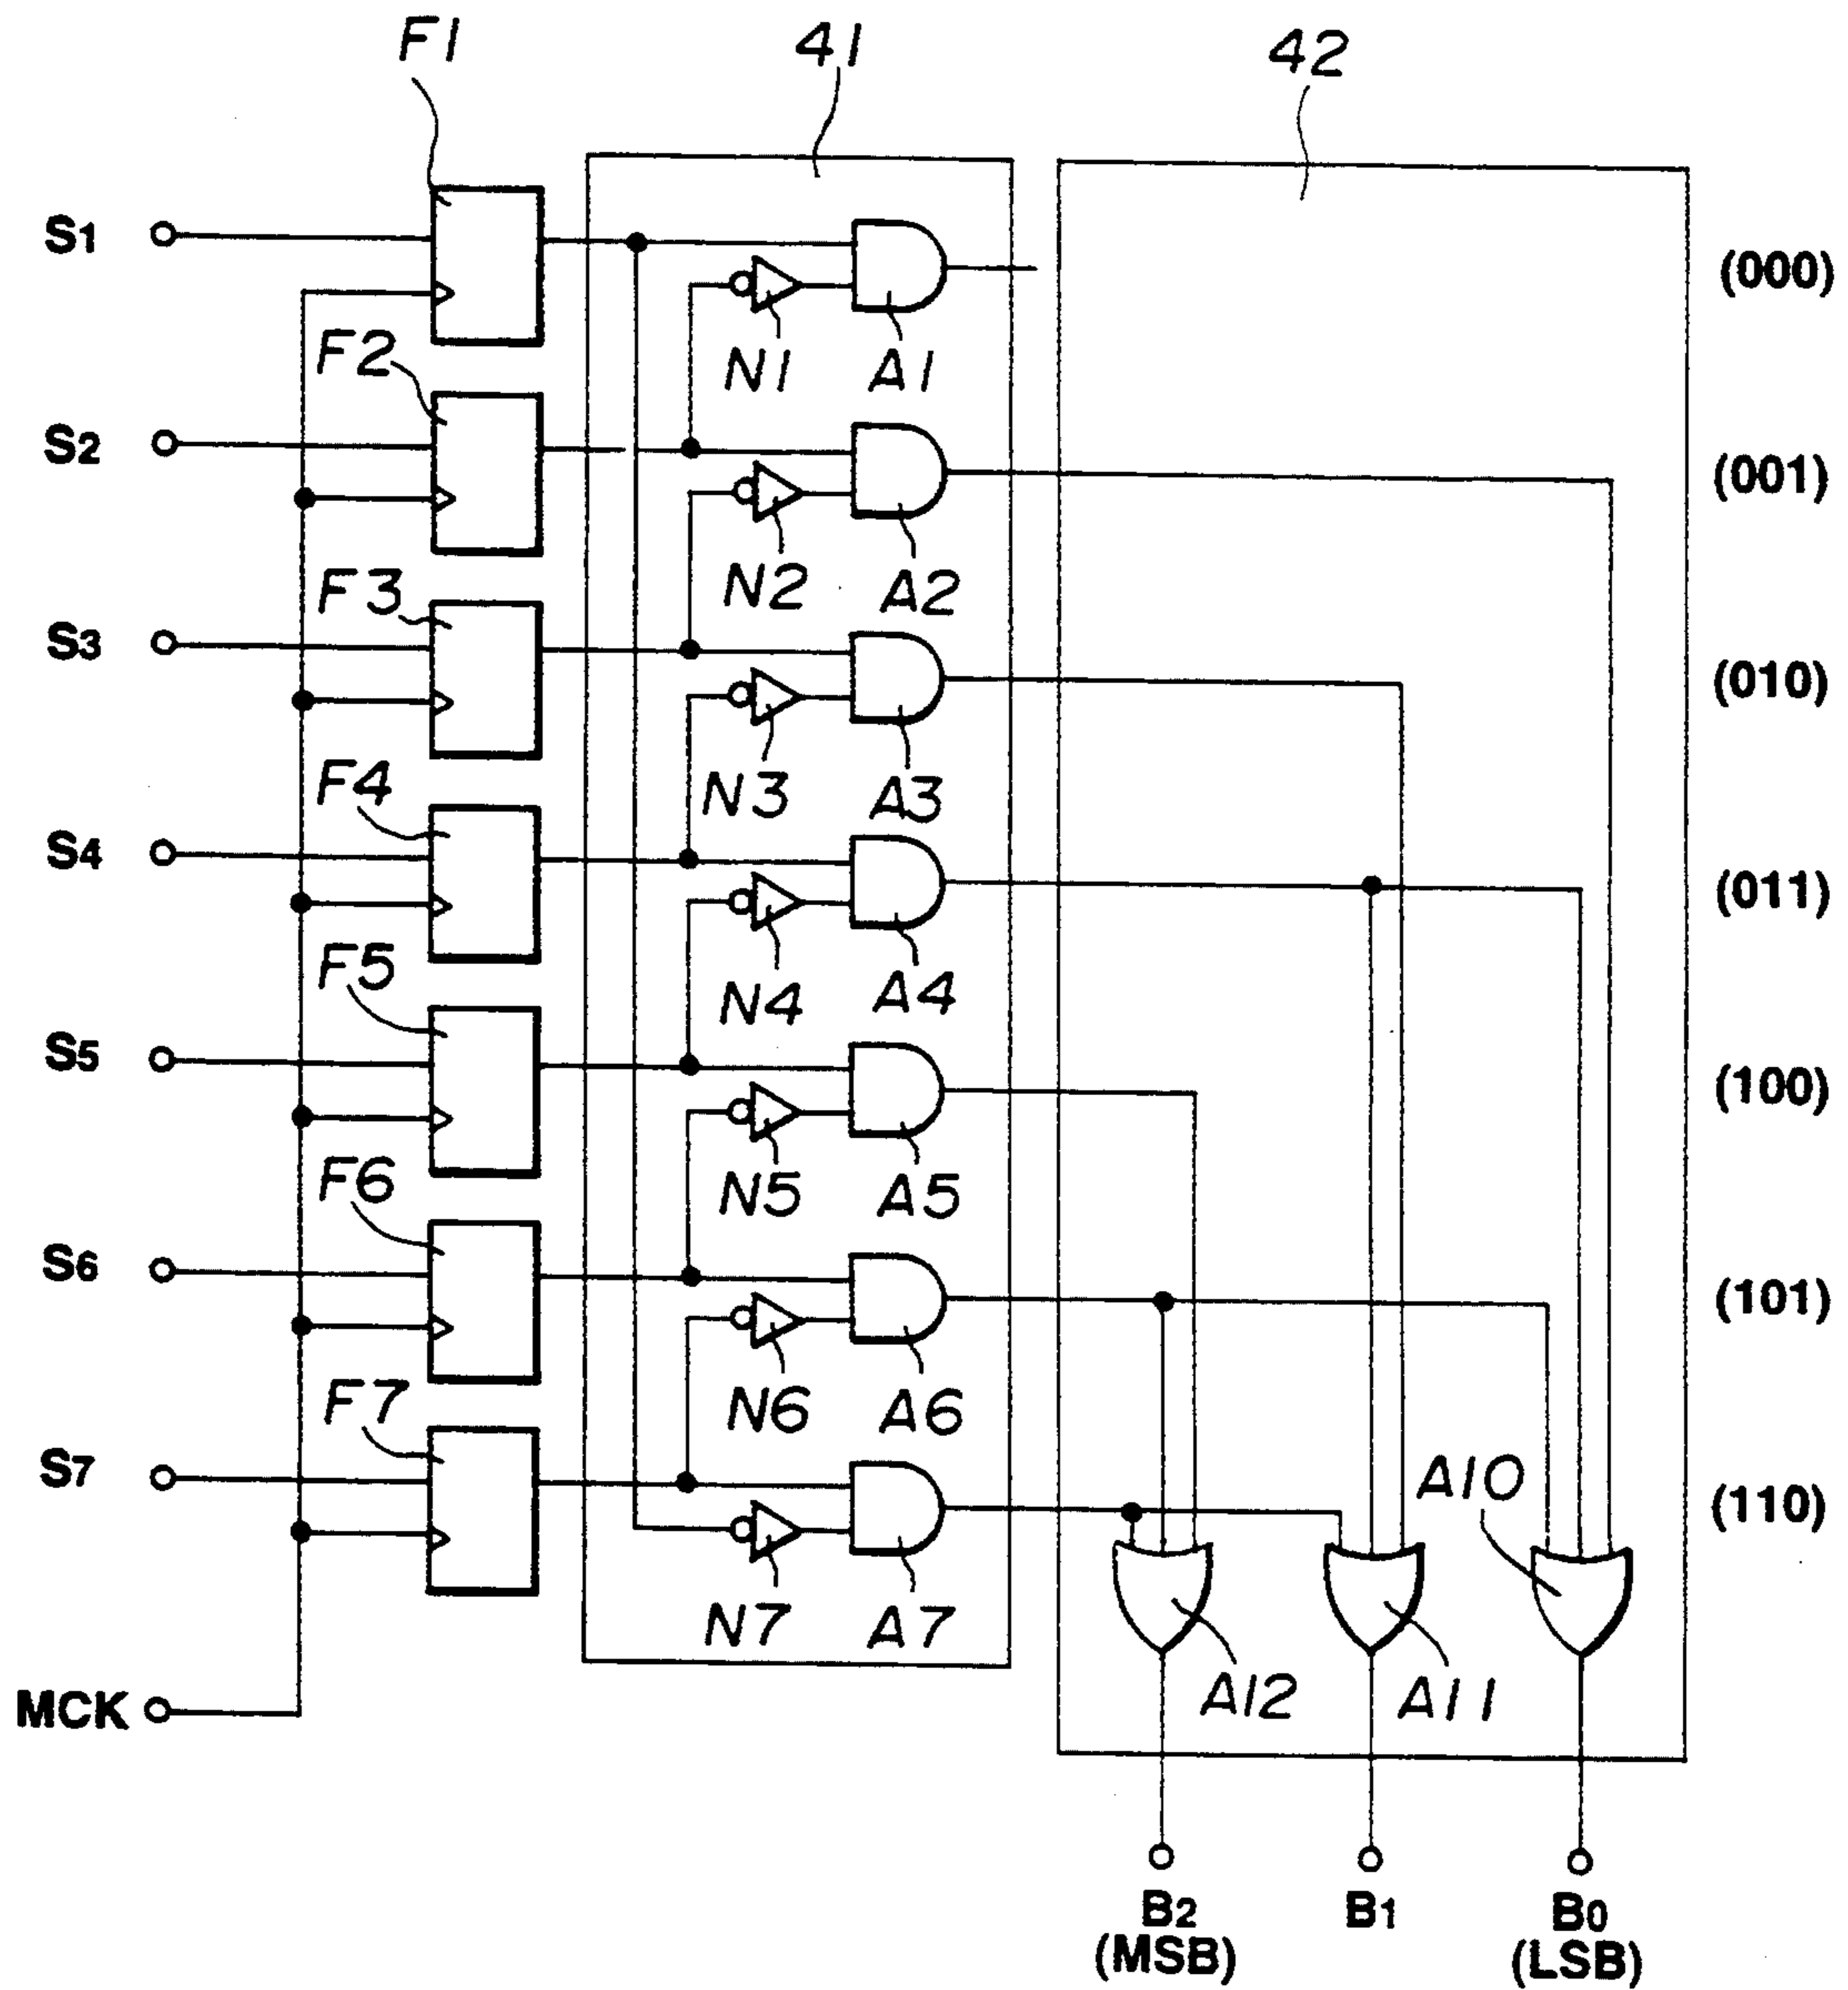 F1
41
42
S1
(000)
N1
A1
F2
S2
(001)
N2
A2
F3
S3
(010)
N3
A3
F4
S4
(011)
N4
A4
F5
S5
(100)
N5
A5
F6
S6
(101)
N6
A6
F7
S7
A10
(110)
N7
A7
MCK
A12
A11
B2
(MSB)
B1
B0
(LSB)